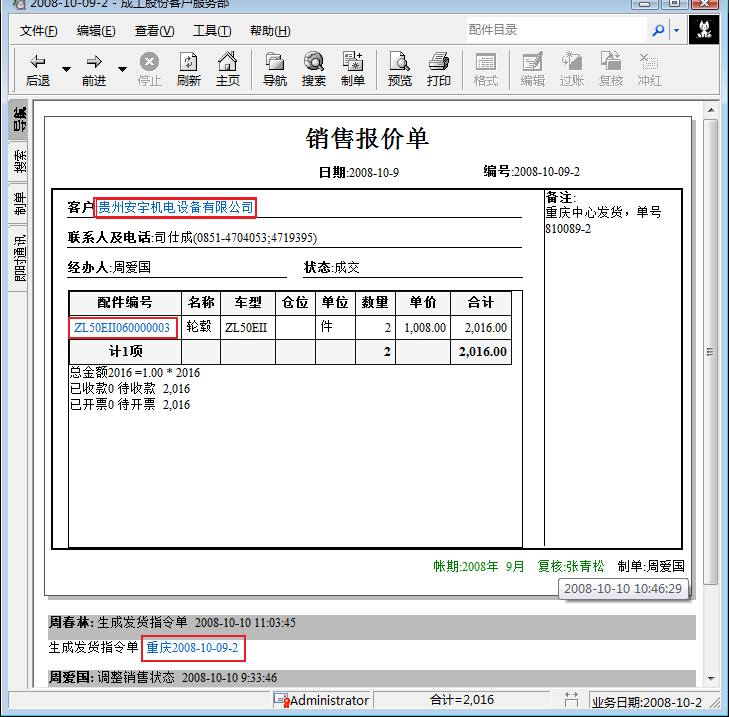 2008-10-09-2 - 成工股份客户服务部
文件(F) 编辑(E) 查看(V) 工具(T) 帮助(H) 配件目录
后退 前进 停止 刷新 主页 导航 搜索 制单 预览 打印 格式 编辑 过账 复核 冲红
导航
搜索
制单
即时通讯
销售报价单
日期:2008-10-9 编号:2008-10-09-2
客户 贵州安宇机电设备有限公司
联系人及电话:司仕成(0851-4704053;4719395)
经办人:周爱国 状态:成交
备注:
重庆中心发货，单号
810089-2
配件编号 名称 车型 仓位 单位 数量 单价 合计
ZL50EII060000003 轮毂 ZL50EII 件 2 1,008.00 2,016.00
计1项 2 2,016.00
总金额2016 =1.00 * 2016
已收款0 待收款 2,016
已开票0 待开票 2,016
帐期:2008年 9月 复核:张青松 制单:周爱国
2008-10-10 10:46:29
周春林: 生成发货指令单 2008-10-10 11:03:45
生成发货指令单 重庆2008-10-09-2
周爱国: 调整销售状态 2008-10-10 9:33:46
Administrator 合计=2,016 业务日期:2008-10-2